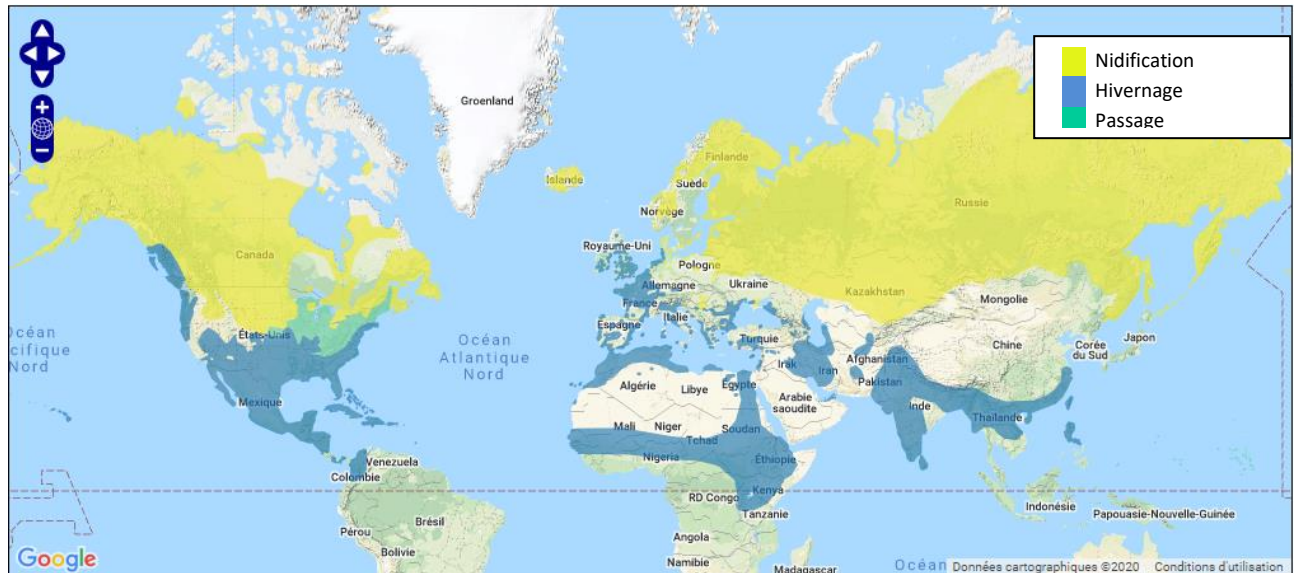 Nidification
Hivernage
Passage
Groenland
Finlande
Islande
Suède
Russie
Norvège
Royaume-Uni
Canada
Pologne
Allemagne
Ukraine
Kazakhstan
France
Mongolie
Italie
Océan
Atlantique
Nord
Espagne
États-Unis
Turquie
Chine
Corée
du Sud
Japon
Océan
cifique
Nord
Afghanistan
Irak
Iran
Algérie
Libye
Égypte
Pakistan
Arabie
saoudite
Inde
Mexique
Mali
Niger
Soudan
Thaïlande
Tchad
Nigeria
Éthiopie
Venezuela
Colombie
RD Congo
Kenya
Tanzanie
Indonésie
Papouasie-Nouvelle-Guinée
Brésil
Pérou
Angola
Bolivie
Namibie
Madagascar
Google
Océan
Données cartographiques ©2020
Conditions d'utilisation